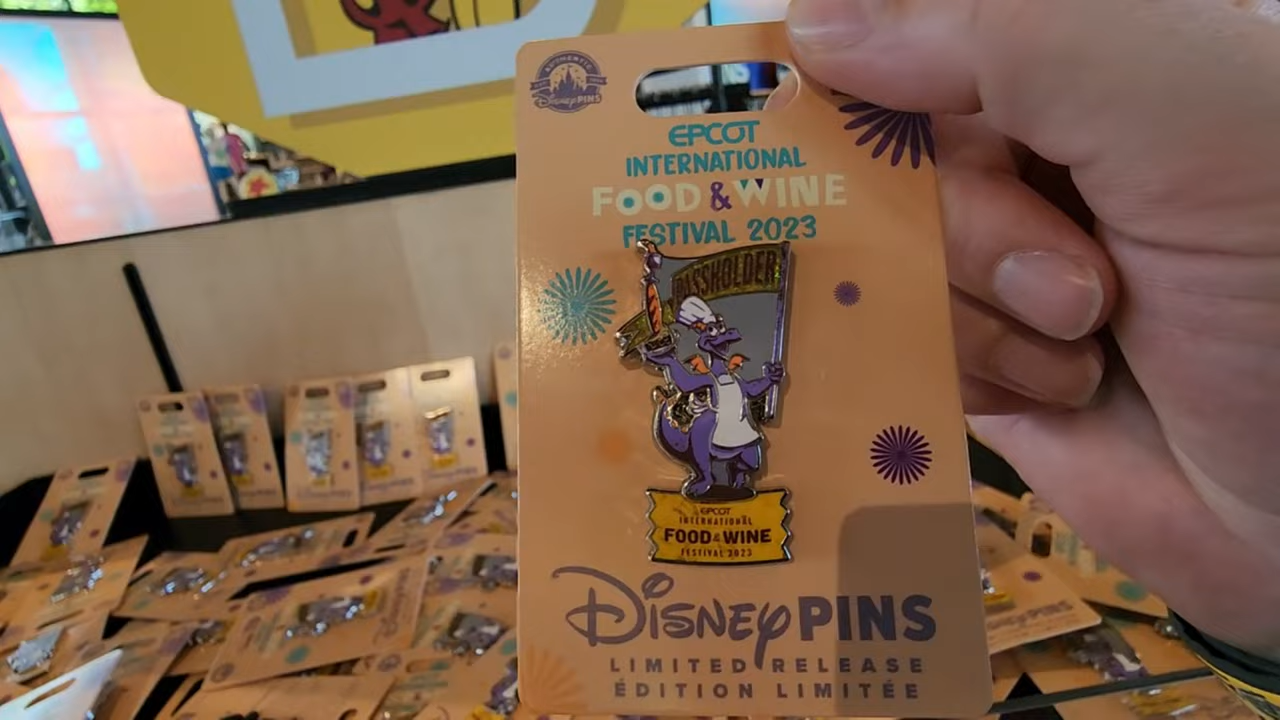 AUTHENTIC
Disney PINS
EPCOT
INTERNATIONAL
FOOD & WINE
FESTIVAL 2023
PASSHOLDER
EPCOT
INTERNATIONAL
FOOD & WINE
FESTIVAL 2023
Disney PINS
LIMITED RELEASE
ÉDITION LIMITÉE